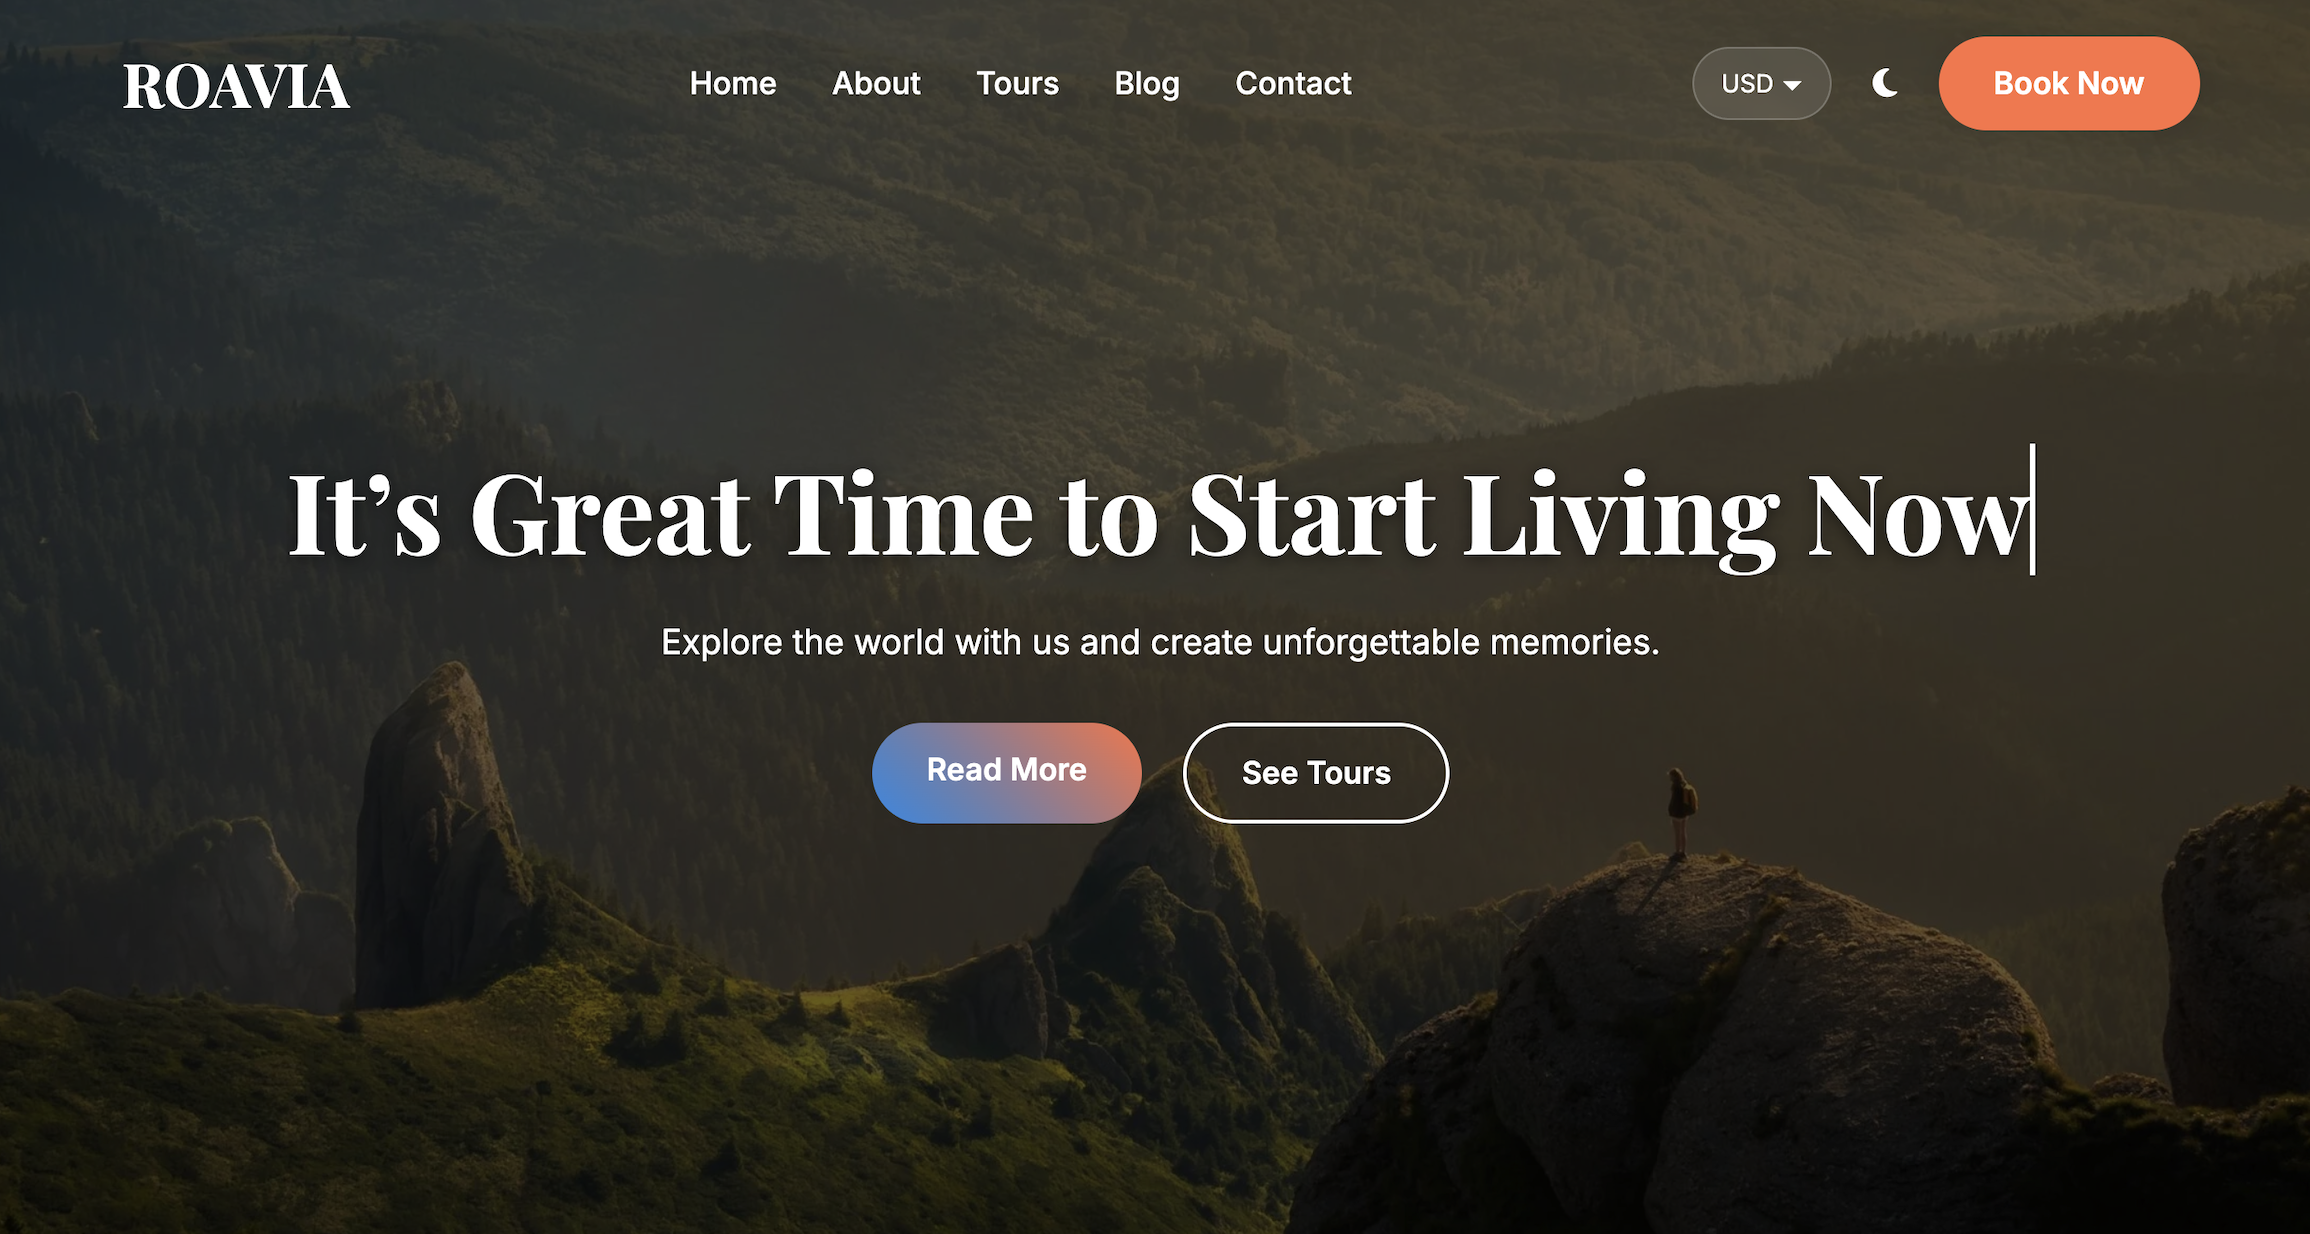 ROAVIA
Home About Tours Blog Contact
USD
Book Now
It’s Great Time to Start Living Now
Explore the world with us and create unforgettable memories.
Read More
See Tours